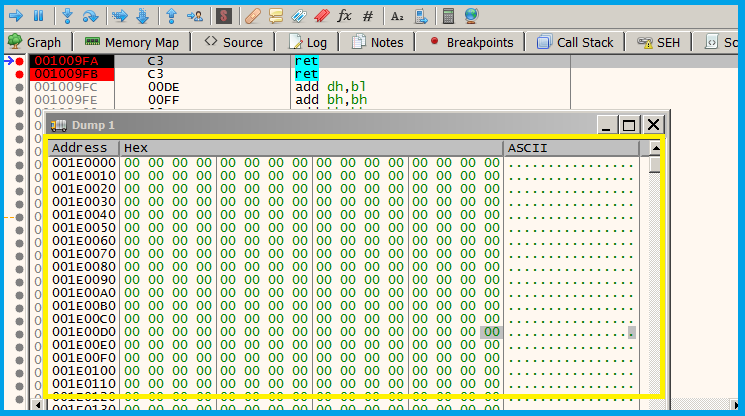 fx # A₂
Graph Memory Map Source Log Notes Breakpoints Call Stack SEH Sc
001009FA C3 ret
001009FB C3 ret
001009FC 00DE add dh,bl
001009FE 00FF add bh,bh
Dump 1
Address Hex ASCII
001E0000 00 00 00 00 00 00 00 00 00 00 00 00 00 00 00 00 ................
001E0010 00 00 00 00 00 00 00 00 00 00 00 00 00 00 00 00 ................
001E0020 00 00 00 00 00 00 00 00 00 00 00 00 00 00 00 00 ................
001E0030 00 00 00 00 00 00 00 00 00 00 00 00 00 00 00 00 ................
001E0040 00 00 00 00 00 00 00 00 00 00 00 00 00 00 00 00 ................
001E0050 00 00 00 00 00 00 00 00 00 00 00 00 00 00 00 00 ................
001E0060 00 00 00 00 00 00 00 00 00 00 00 00 00 00 00 00 ................
001E0070 00 00 00 00 00 00 00 00 00 00 00 00 00 00 00 00 ................
001E0080 00 00 00 00 00 00 00 00 00 00 00 00 00 00 00 00 ................
001E0090 00 00 00 00 00 00 00 00 00 00 00 00 00 00 00 00 ................
001E00A0 00 00 00 00 00 00 00 00 00 00 00 00 00 00 00 00 ................
001E00B0 00 00 00 00 00 00 00 00 00 00 00 00 00 00 00 00 ................
001E00C0 00 00 00 00 00 00 00 00 00 00 00 00 00 00 00 00 ................
001E00D0 00 00 00 00 00 00 00 00 00 00 00 00 00 00 00 00 ................
001E00E0 00 00 00 00 00 00 00 00 00 00 00 00 00 00 00 00 ................
001E00F0 00 00 00 00 00 00 00 00 00 00 00 00 00 00 00 00 ................
001E0100 00 00 00 00 00 00 00 00 00 00 00 00 00 00 00 00 ................
001E0110 00 00 00 00 00 00 00 00 00 00 00 00 00 00 00 00 ................